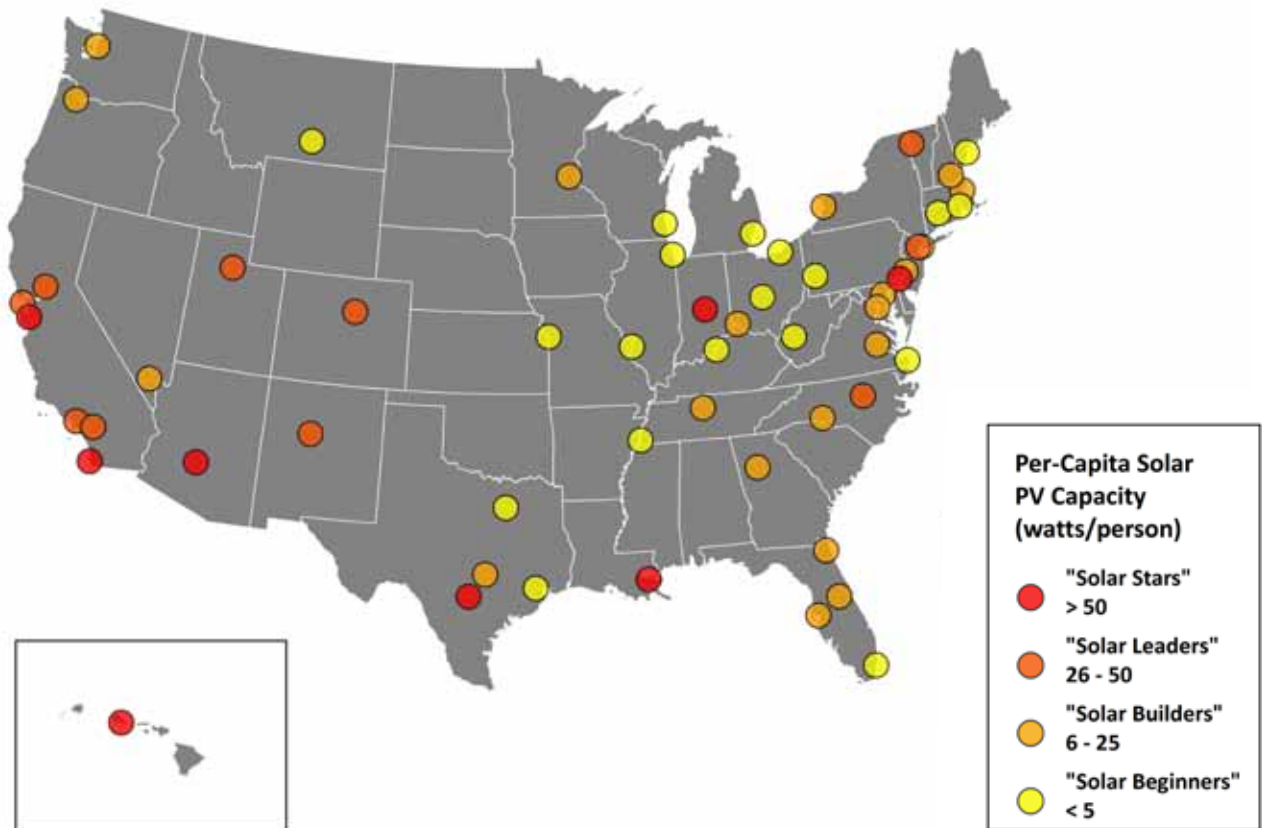 Per-Capita Solar
PV Capacity
(watts/person)
"Solar Stars"
> 50
"Solar Leaders"
26 - 50
"Solar Builders"
6 - 25
"Solar Beginners"
< 5